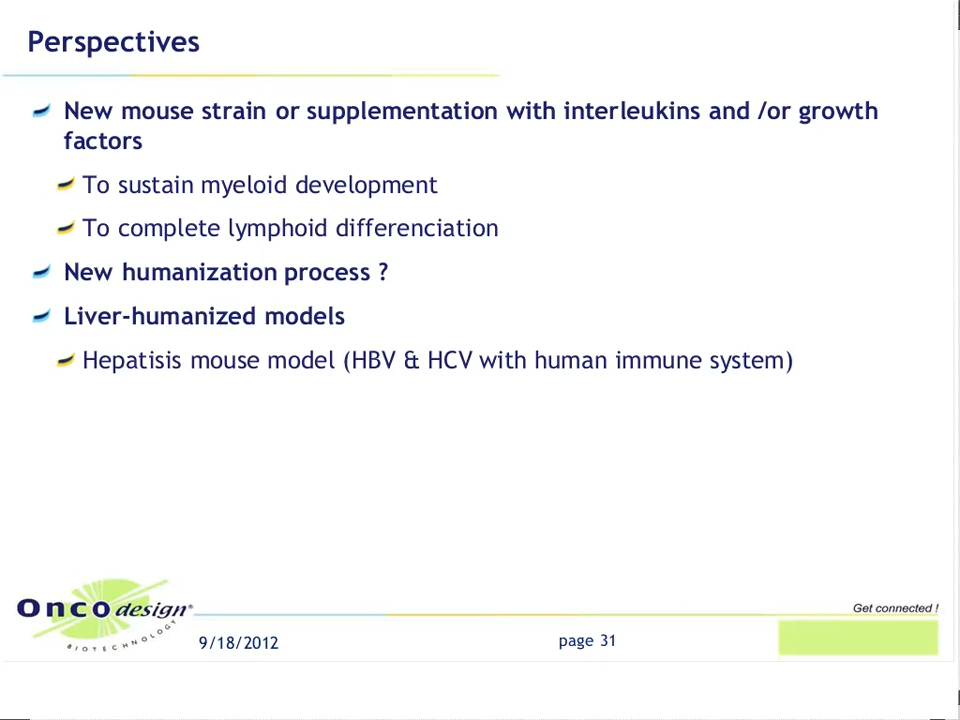 Perspectives
New mouse strain or supplementation with interleukins and /or growth
factors
To sustain myeloid development
To complete lymphoid differenciation
New humanization process ?
Liver-humanized models
Hepatisis mouse model (HBV & HCV with human immune system)
Oncodesign®
BIOTECHNOLOGY
Get connected !
9/18/2012
page 31